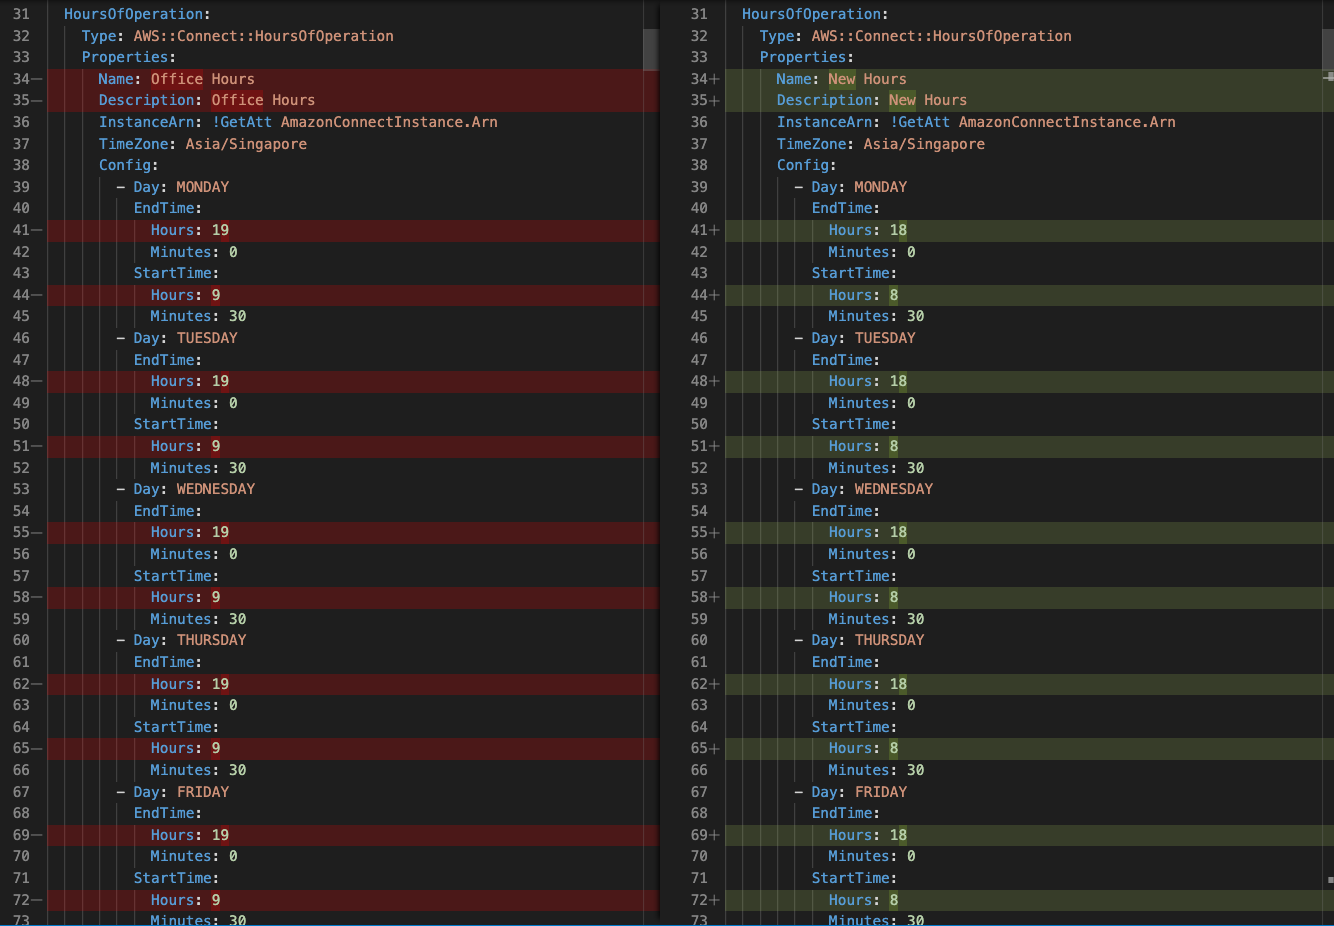 31 HoursOfOperation:
32 Type: AWS::Connect::HoursOfOperation
33 Properties:
34— Name: Office Hours
35— Description: Office Hours
36 InstanceArn: !GetAtt AmazonConnectInstance.Arn
37 TimeZone: Asia/Singapore
38 Config:
39 - Day: MONDAY
40 EndTime:
41— Hours: 19
42 Minutes: 0
43 StartTime:
44— Hours: 9
45 Minutes: 30
46 - Day: TUESDAY
47 EndTime:
48— Hours: 19
49 Minutes: 0
50 StartTime:
51— Hours: 9
52 Minutes: 30
53 - Day: WEDNESDAY
54 EndTime:
55— Hours: 19
56 Minutes: 0
57 StartTime:
58— Hours: 9
59 Minutes: 30
60 - Day: THURSDAY
61 EndTime:
62— Hours: 19
63 Minutes: 0
64 StartTime:
65— Hours: 9
66 Minutes: 30
67 - Day: FRIDAY
68 EndTime:
69— Hours: 19
70 Minutes: 0
71 StartTime:
72— Hours: 9
73 Minutes: 30
31 HoursOfOperation:
32 Type: AWS::Connect::HoursOfOperation
33 Properties:
34+ Name: New Hours
35+ Description: New Hours
36 InstanceArn: !GetAtt AmazonConnectInstance.Arn
37 TimeZone: Asia/Singapore
38 Config:
39 - Day: MONDAY
40 EndTime:
41+ Hours: 18
42 Minutes: 0
43 StartTime:
44+ Hours: 8
45 Minutes: 30
46 - Day: TUESDAY
47 EndTime:
48+ Hours: 18
49 Minutes: 0
50 StartTime:
51+ Hours: 8
52 Minutes: 30
53 - Day: WEDNESDAY
54 EndTime:
55+ Hours: 18
56 Minutes: 0
57 StartTime:
58+ Hours: 8
59 Minutes: 30
60 - Day: THURSDAY
61 EndTime:
62+ Hours: 18
63 Minutes: 0
64 StartTime:
65+ Hours: 8
66 Minutes: 30
67 - Day: FRIDAY
68 EndTime:
69+ Hours: 18
70 Minutes: 0
71 StartTime:
72+ Hours: 8
73 Minutes: 30